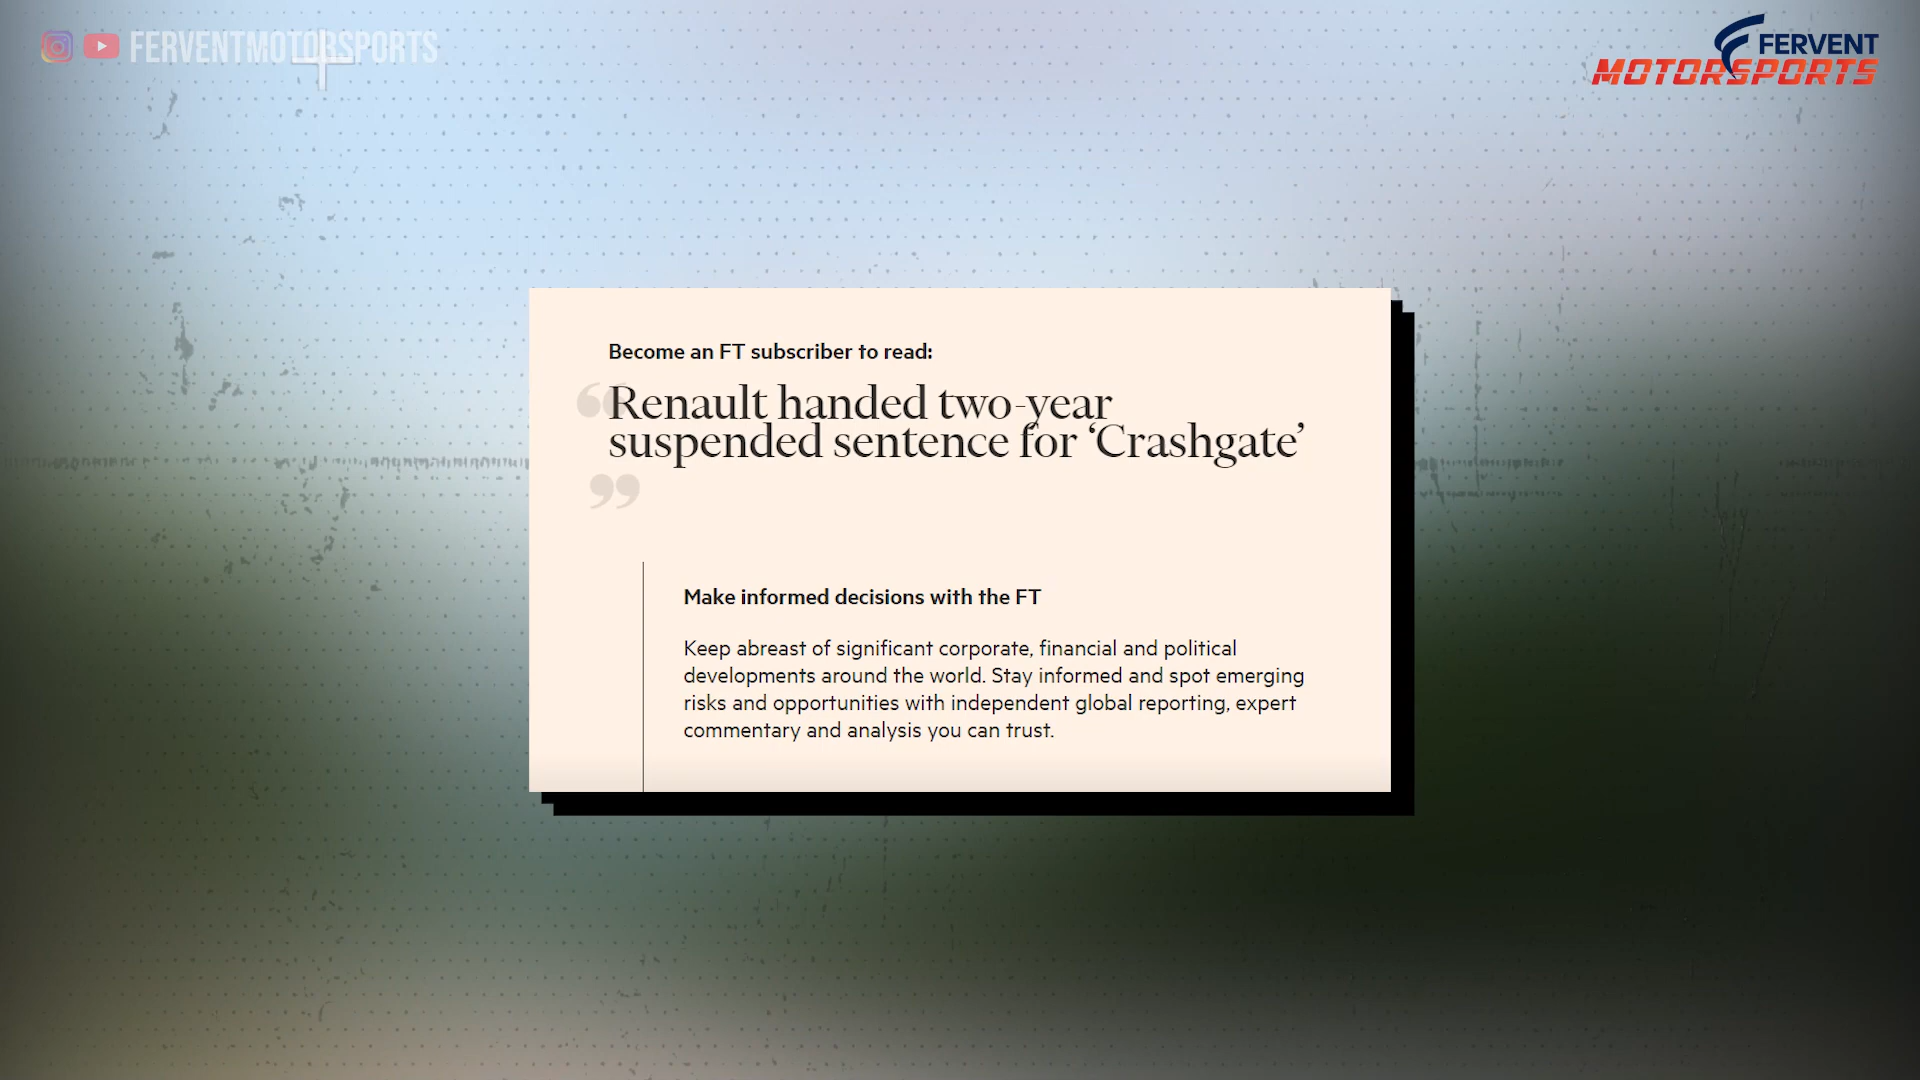 FERVENTMOTORSPORTS
FERVENT
MOTORSPORTS
Become an FT subscriber to read:
“Renault handed two-year
suspended sentence for ‘Crashgate’
”
Make informed decisions with the FT
Keep abreast of significant corporate, financial and political
developments around the world. Stay informed and spot emerging
risks and opportunities with independent global reporting, expert
commentary and analysis you can trust.